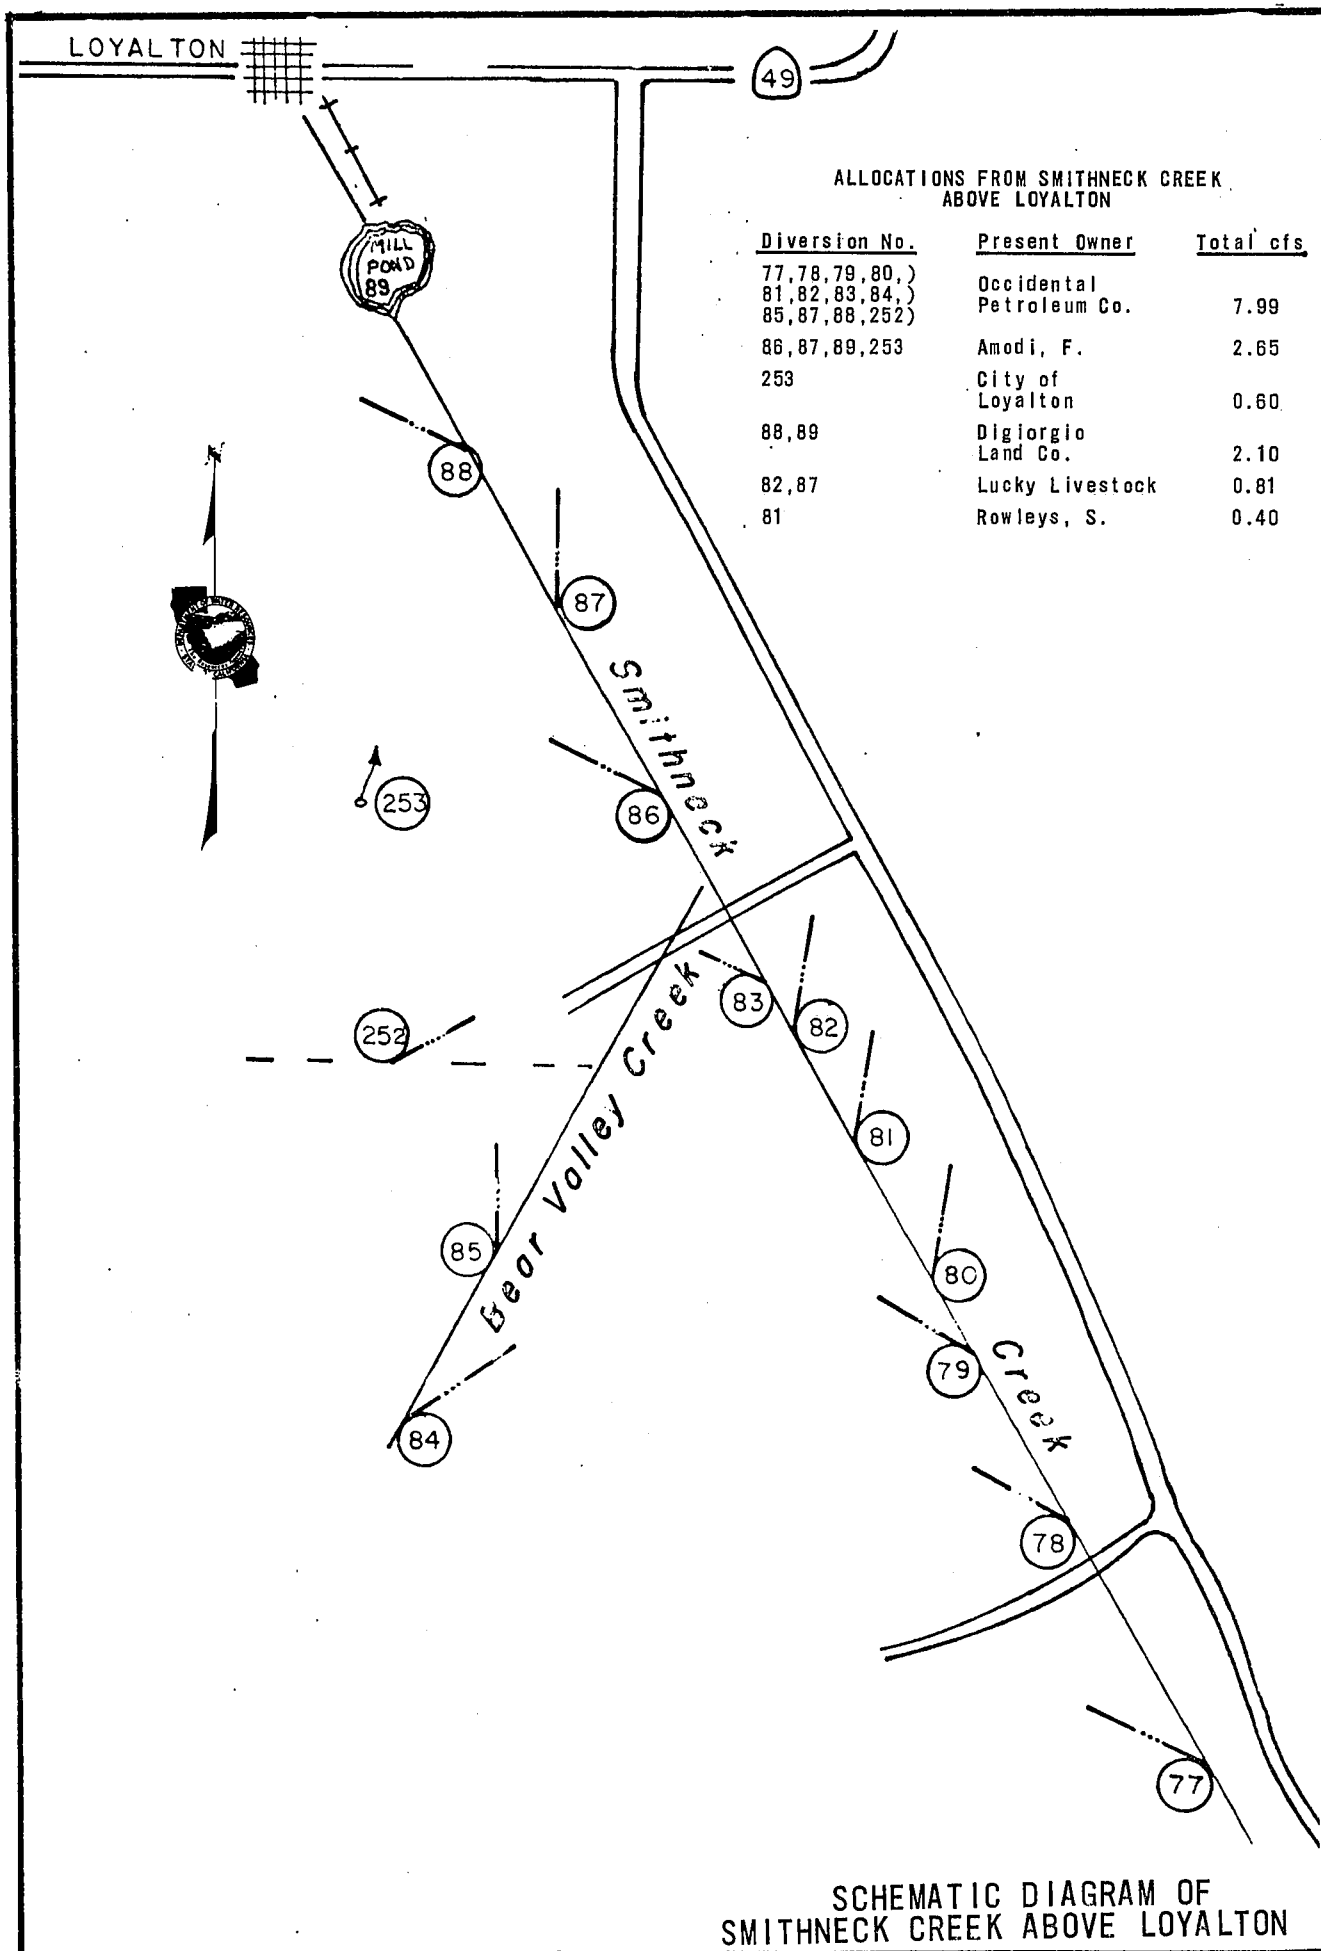 LOYALTON
49
ALLOCATIONS FROM SMITHNECK CREEK
ABOVE LOYALTON
Diversion No. Present Owner Total cfs
77,78,79,80,)
81,82,83,84,) Occidental
85,87,88,252) Petroleum Co. 7.99
86,87,89,253 Amodi, F. 2.65
253 City of
Loyalton 0.60
88,89 Digiorgio
Land Co. 2.10
82,87 Lucky Livestock 0.81
81 Rowleys, S. 0.40
MILL
POND
89
N
88
87
Smithneck
253
86
83
82
252
81
Bear Valley Creek
85
80
79
Creek
84
78
77
SCHEMATIC DIAGRAM OF
SMITHNECK CREEK ABOVE LOYALTON